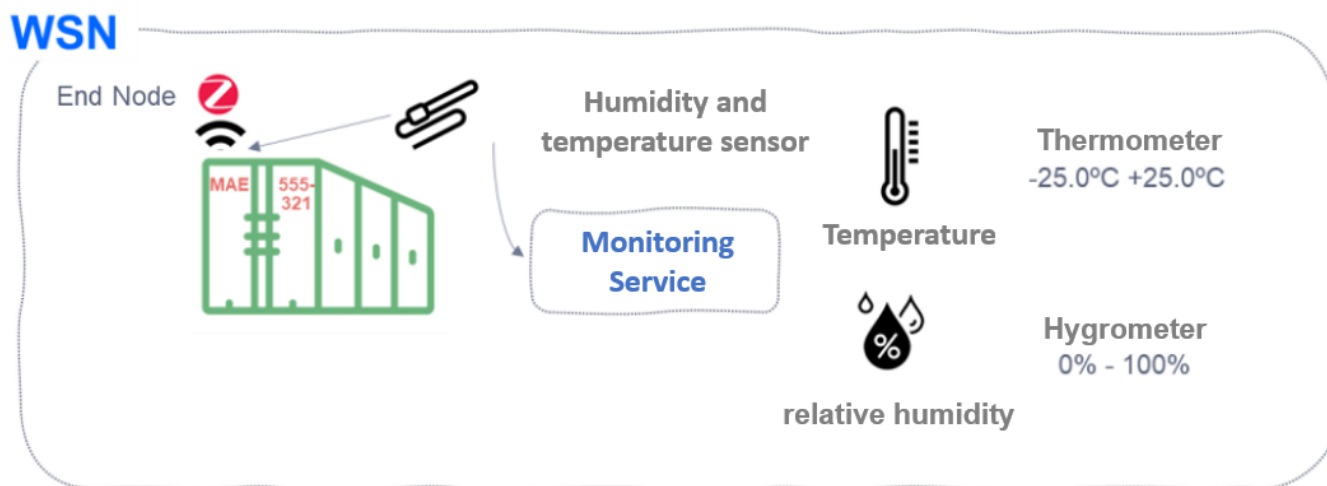 WSN
End Node
MAE
555-
321
Humidity and
temperature sensor
Monitoring
Service
Temperature
Thermometer
-25.0ºC +25.0ºC
%
relative humidity
Hygrometer
0% - 100%